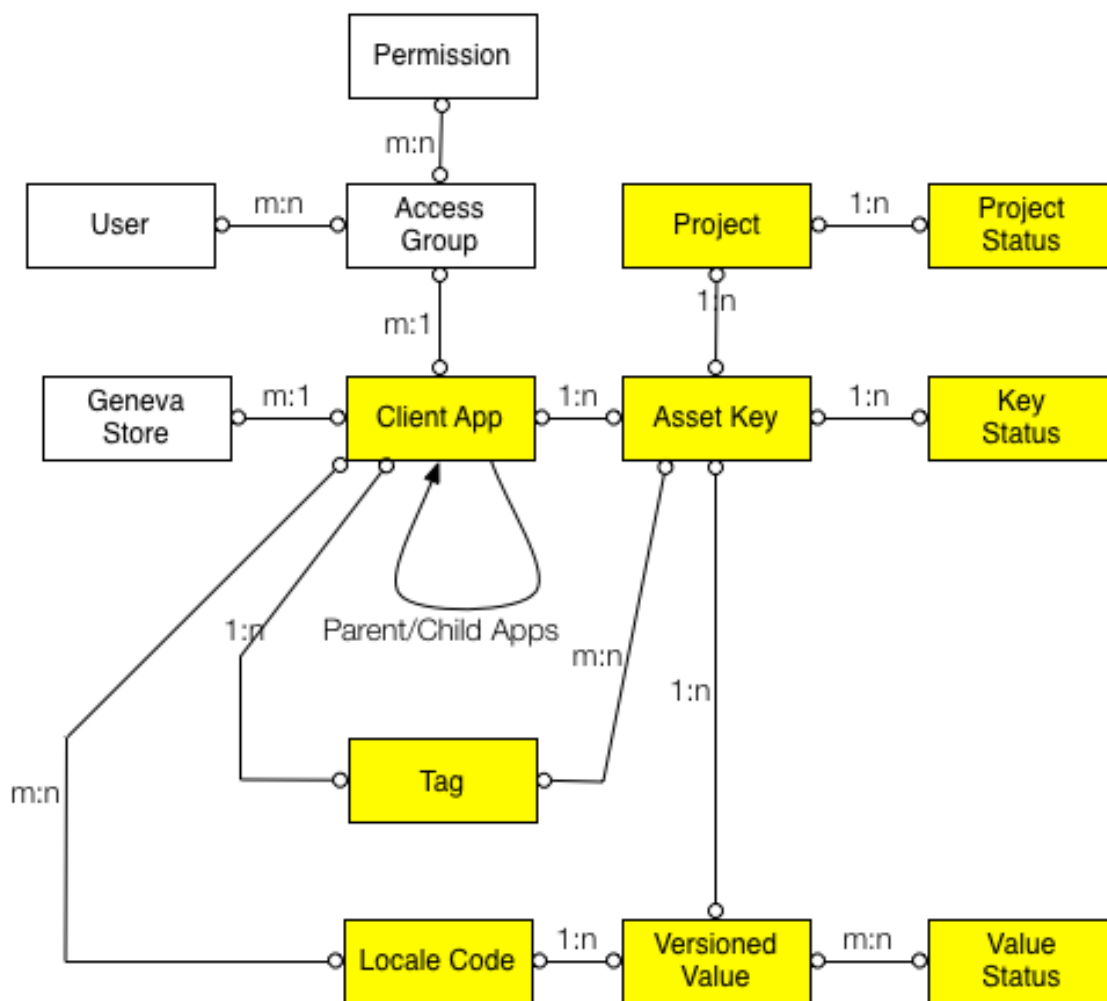 Permission
m:n
User
m:n
Access
Group
Project
1:n
Project
Status
m:1
1:n
Geneva
Store
m:1
Client App
1:n
Asset Key
1:n
Key
Status
1:n
Parent/Child Apps
m:n
1:n
Tag
m:n
Locale Code
1:n
Versioned
Value
m:n
Value
Status